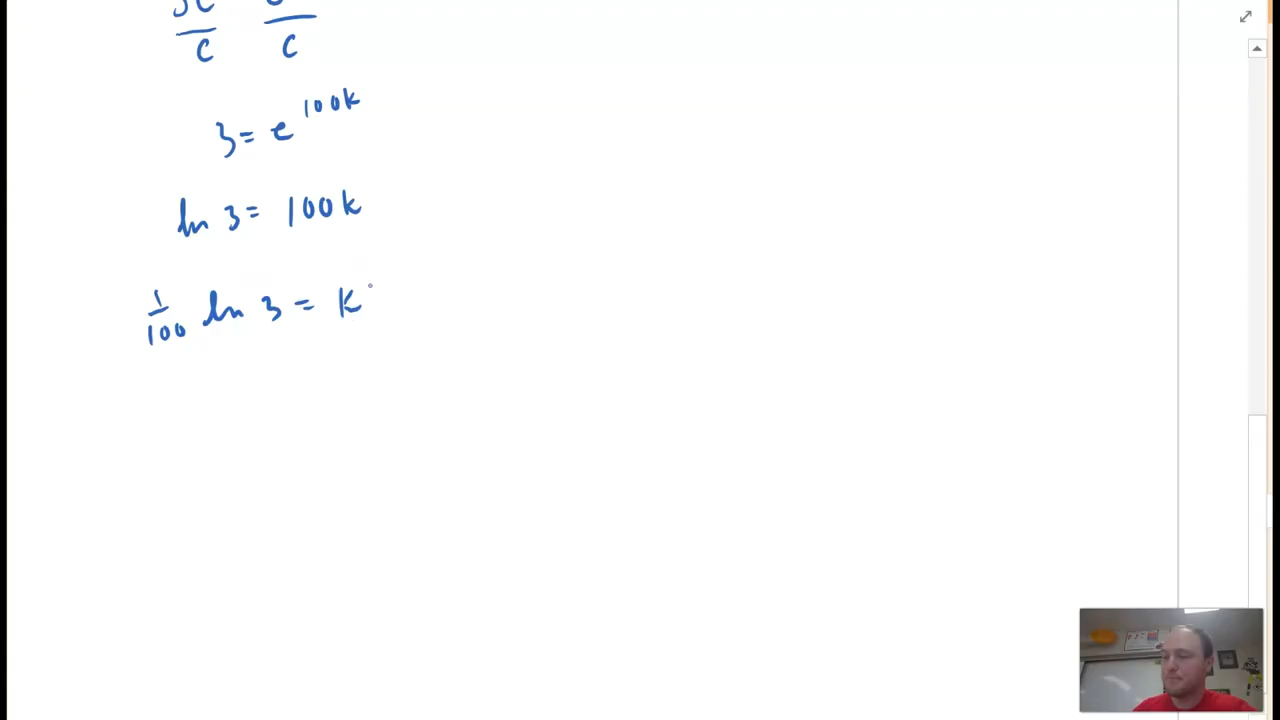 C C
3 = e^100k
ln 3 = 100k
1/100 ln 3 = k